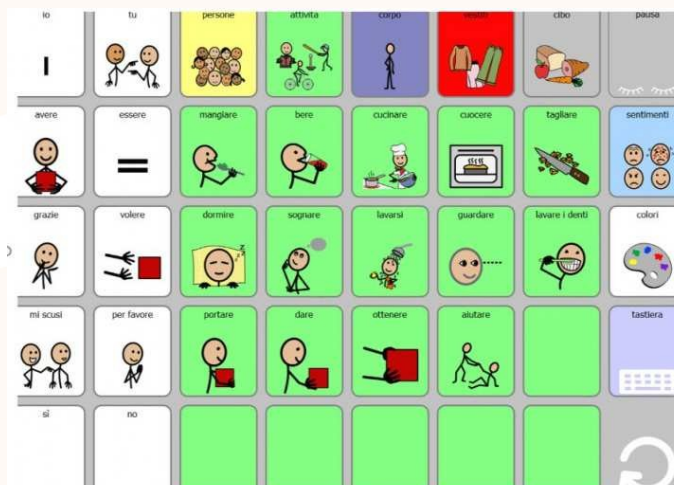 io
tu
persone
attività
corpo
vestiti
cibo
pausa
avere
essere
mangiare
bere
cucinare
cuocere
tagliare
sentimenti
grazie
volere
dormire
sognare
lavarsi
guardare
lavare i denti
colori
mi scusi
per favore
portare
dare
ottenere
aiutare
tastiera
sì
no